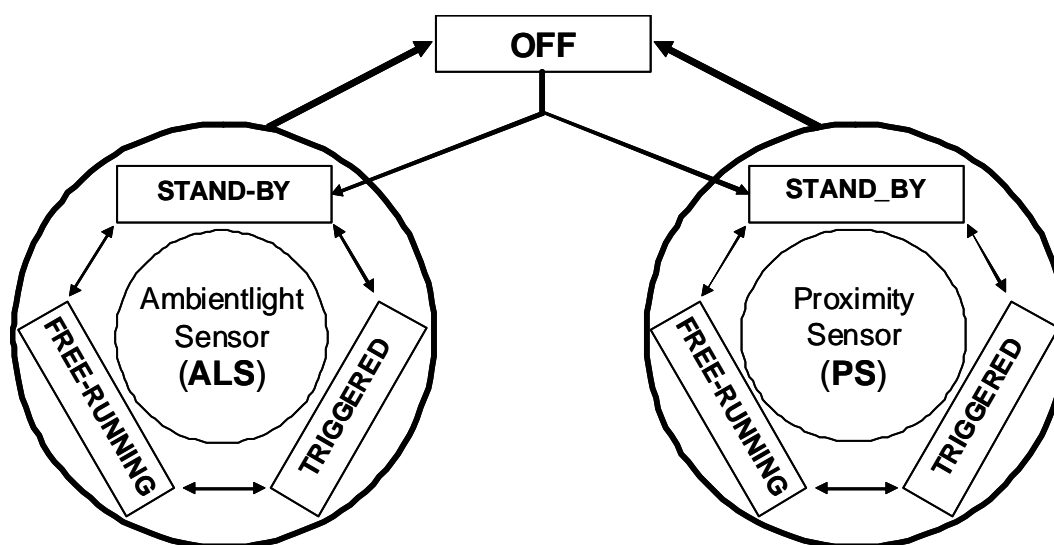 OFF
STAND-BY
Ambientlight
Sensor
(ALS)
FREE-RUNNING
TRIGGERED
STAND_BY
Proximity
Sensor
(PS)
FREE-RUNNING
TRIGGERED